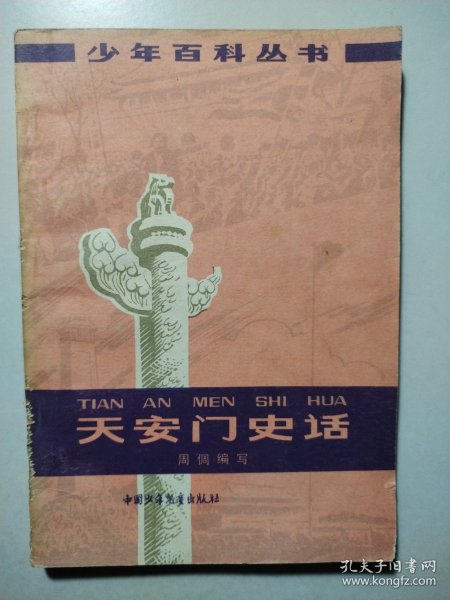 少年百科丛书
TIAN AN MEN SHI HUA
天安门史话
周倜编写
中国少年儿童出版社
孔夫子旧书网
www.kongfz.com